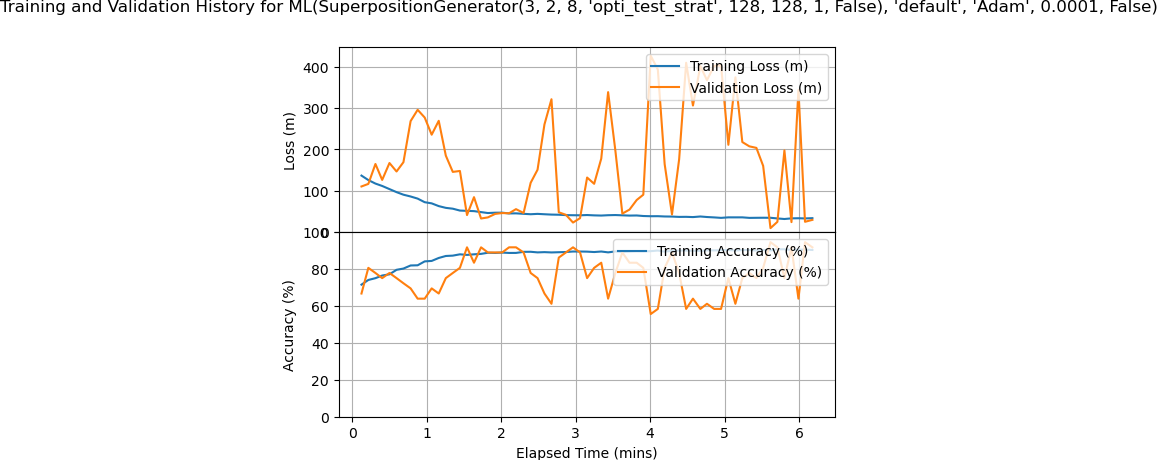 Training and Validation History for ML(SuperpositionGenerator(3, 2, 8, 'opti_test_strat', 128, 128, 1, False), 'default', 'Adam', 0.0001, False)
400
300
200
100
0
Loss (m)
Training Loss (m)
Validation Loss (m)
100
80
60
40
20
0
Accuracy (%)
Training Accuracy (%)
Validation Accuracy (%)
0 1 2 3 4 5 6
Elapsed Time (mins)